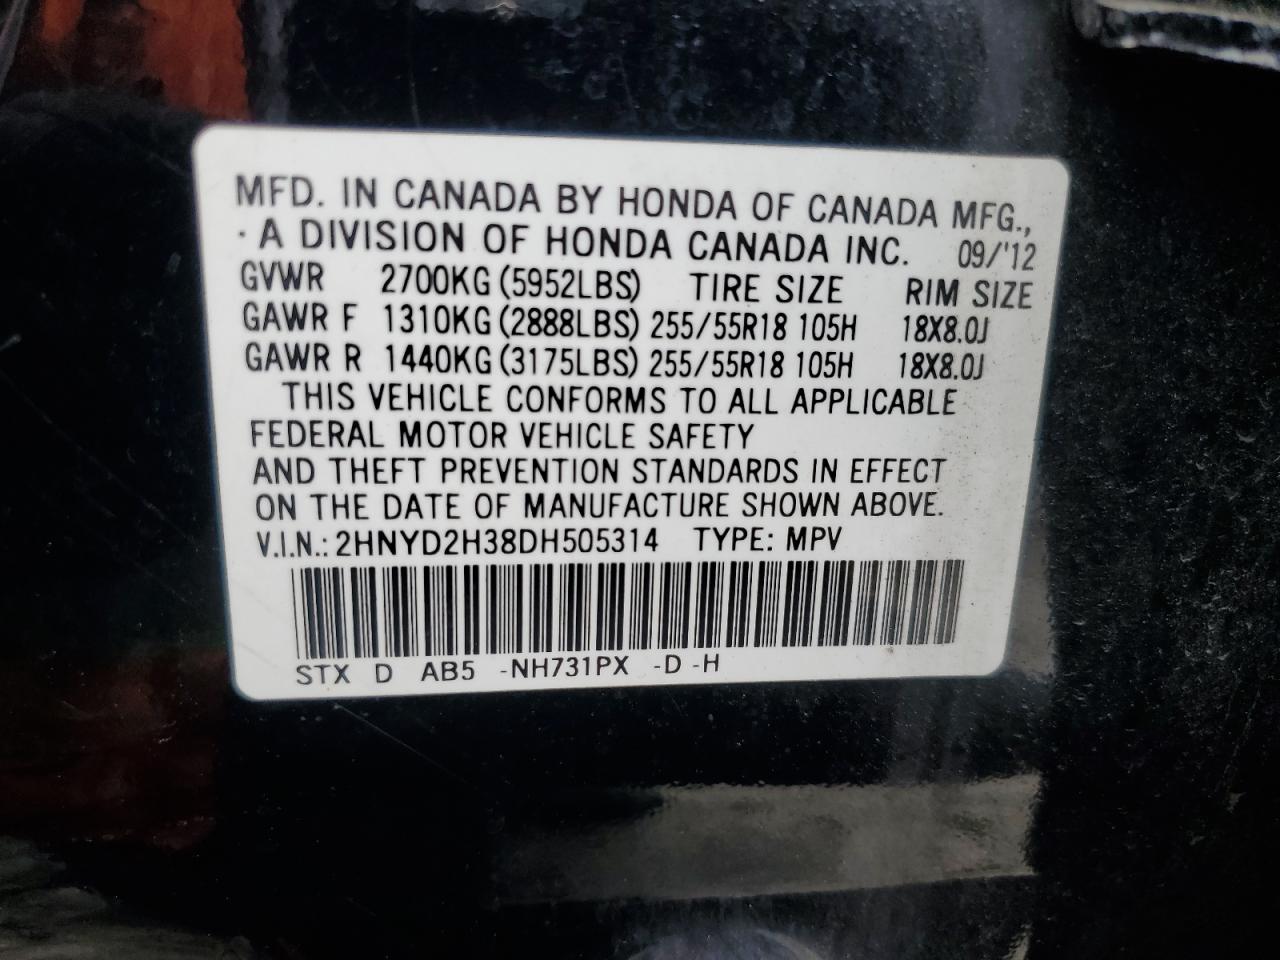 MFD. IN CANADA BY HONDA OF CANADA MFG.,
· A DIVISION OF HONDA CANADA INC. 09/'12
GVWR 2700KG (5952LBS) TIRE SIZE RIM SIZE
GAWR F 1310KG (2888LBS) 255/55R18 105H 18X8.0J
GAWR R 1440KG (3175LBS) 255/55R18 105H 18X8.0J
THIS VEHICLE CONFORMS TO ALL APPLICABLE
FEDERAL MOTOR VEHICLE SAFETY
AND THEFT PREVENTION STANDARDS IN EFFECT
ON THE DATE OF MANUFACTURE SHOWN ABOVE.
V.I.N.: 2HNYD2H38DH505314 TYPE: MPV
STX D AB5 -NH731PX -D -H